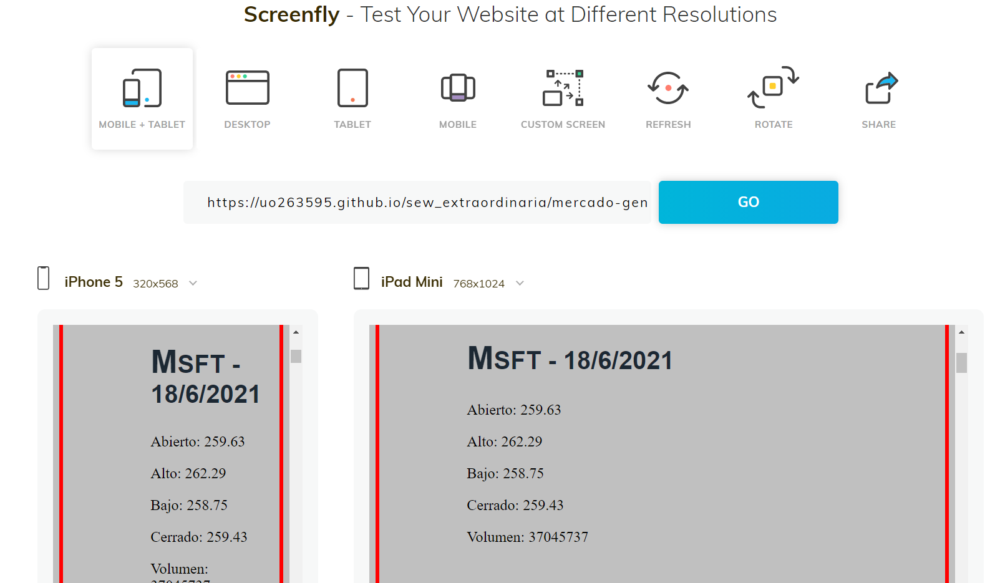 Screenfly - Test Your Website at Different Resolutions
MOBILE + TABLET
DESKTOP
TABLET
MOBILE
CUSTOM SCREEN
REFRESH
ROTATE
SHARE
https://uo263595.github.io/sew_extraordinaria/mercado-gen
GO
iPhone 5 320x568
MSFT -
18/6/2021
Abierto: 259.63
Alto: 262.29
Bajo: 258.75
Cerrado: 259.43
Volumen:
37045737
iPad Mini 768x1024
MSFT - 18/6/2021
Abierto: 259.63
Alto: 262.29
Bajo: 258.75
Cerrado: 259.43
Volumen: 37045737